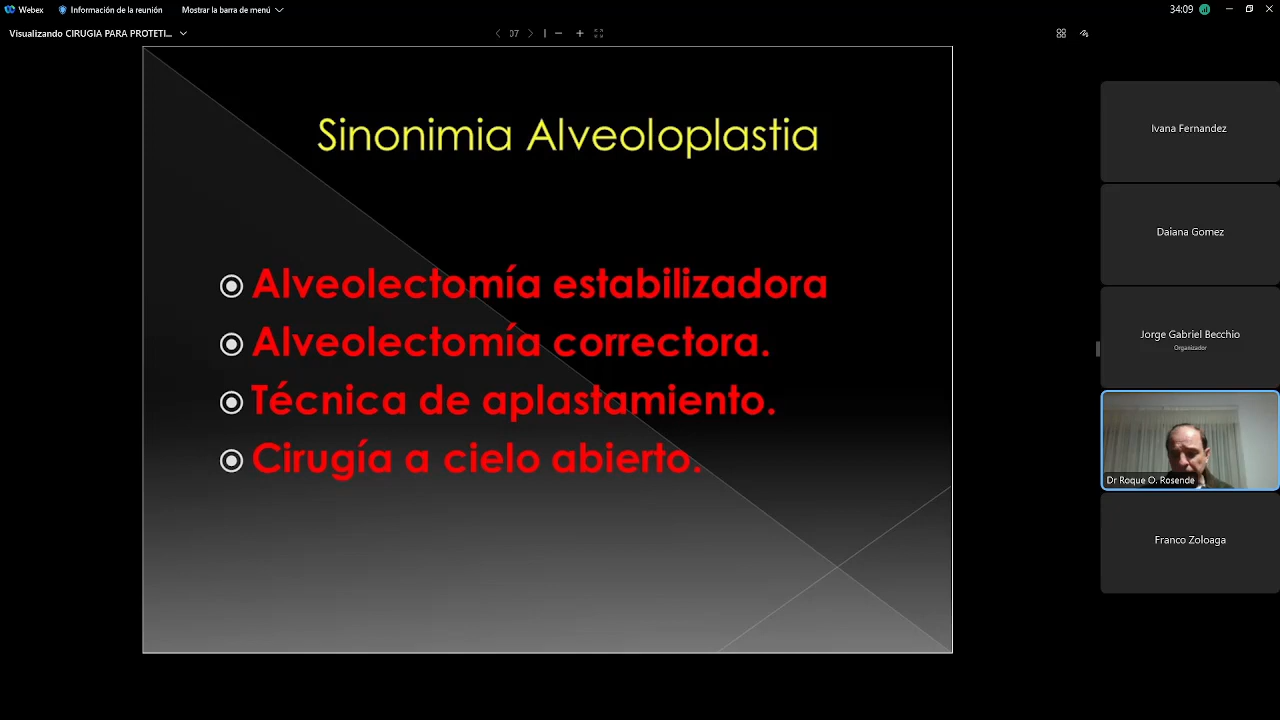 Webex
Información de la reunión
Mostrar la barra de menú
34:09
Visualizando CIRUGIA PARA PROTETI...
Sinonimia Alveoloplastia
Alveolectomía estabilizadora
Alveolectomía correctora.
Técnica de aplastamiento.
Cirugía a cielo abierto.
Ivana Fernandez
Daiana Gomez
Jorge Gabriel Becchio
Organizador
Dr Roque O. Rosende
Franco Zoloaga